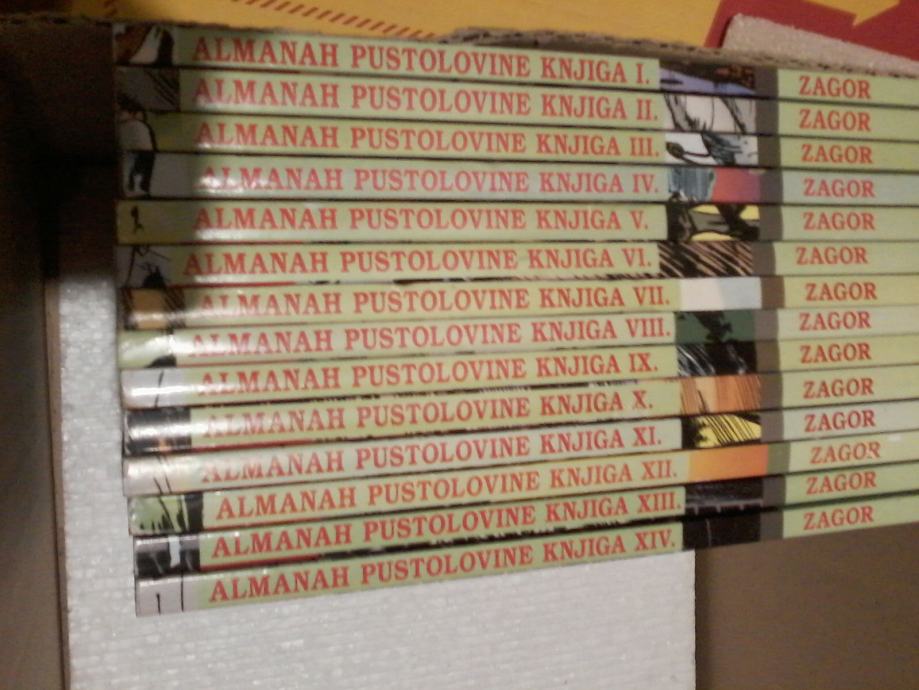 ALMANAH PUSTOLOVINE KNJIGA I. ZAGOR
ALMANAH PUSTOLOVINE KNJIGA II. ZAGOR
ALMANAH PUSTOLOVINE KNJIGA III. ZAGOR
ALMANAH PUSTOLOVINE KNJIGA IV. ZAGOR
ALMANAH PUSTOLOVINE KNJIGA V. ZAGOR
ALMANAH PUSTOLOVINE KNJIGA VI. ZAGOR
ALMANAH PUSTOLOVINE KNJIGA VII. ZAGOR
ALMANAH PUSTOLOVINE KNJIGA VIII. ZAGOR
ALMANAH PUSTOLOVINE KNJIGA IX. ZAGOR
ALMANAH PUSTOLOVINE KNJIGA X. ZAGOR
ALMANAH PUSTOLOVINE KNJIGA XI. ZAGOR
ALMANAH PUSTOLOVINE KNJIGA XII. ZAGOR
ALMANAH PUSTOLOVINE KNJIGA XIII. ZAGOR
ALMANAH PUSTOLOVINE KNJIGA XIV. ZAGOR